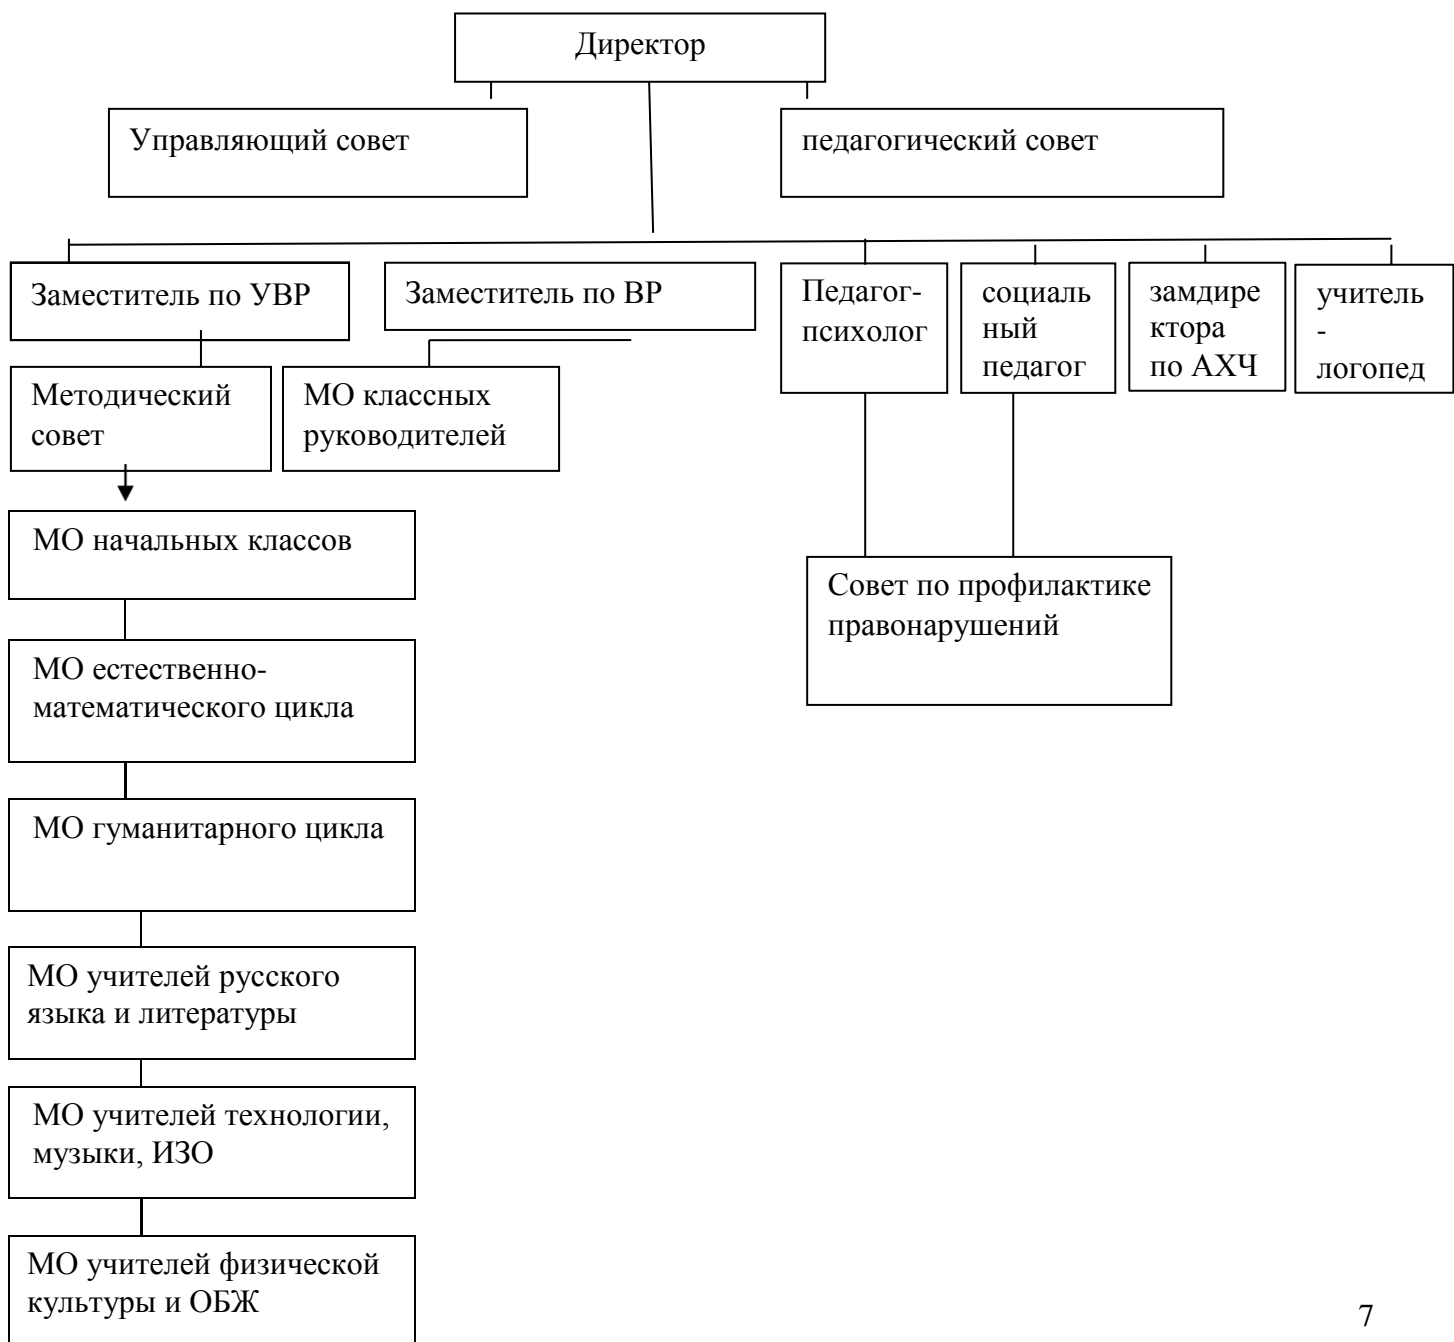 Директор
Управляющий совет
педагогический совет
Заместитель по УВР
Заместитель по ВР
Педагог-
психолог
социаль
ный
педагог
замдире
ктора
по АХЧ
учитель
-
логопед
Методический
совет
МО классных
руководителей
МО начальных классов
Совет по профилактике
правонарушений
МО естественно-
математического цикла
МО гуманитарного цикла
МО учителей русского
языка и литературы
МО учителей технологии,
музыки, ИЗО
МО учителей физической
культуры и ОБЖ
7